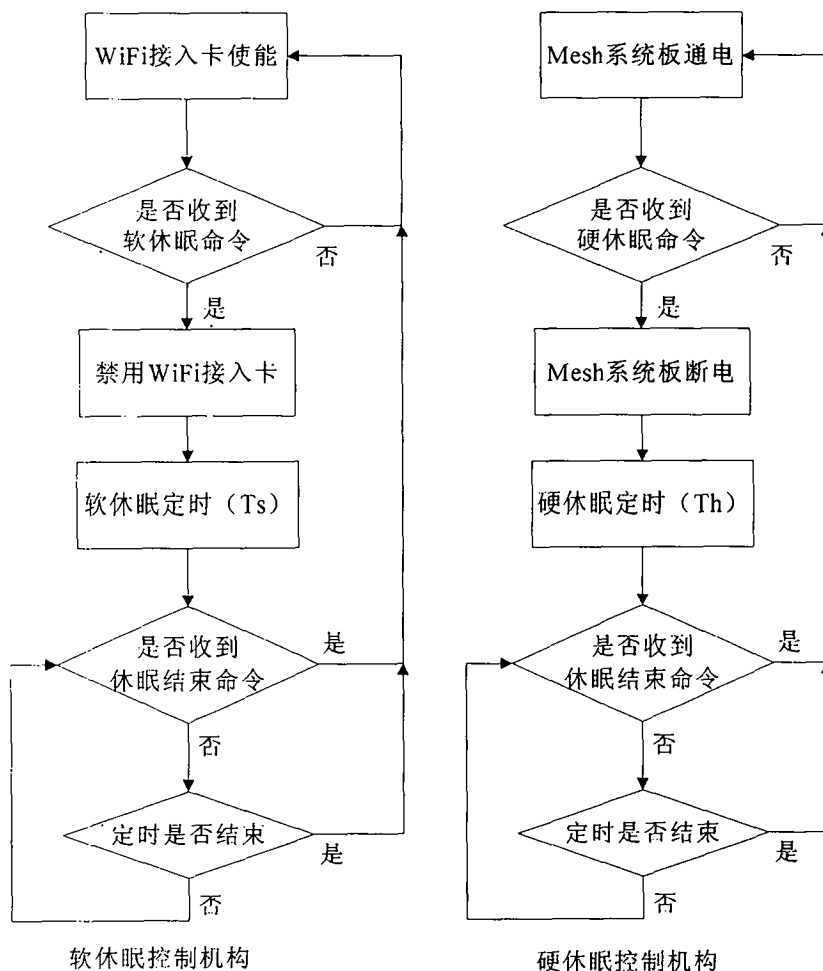 WiFi接入卡使能
是否收到
软休眠命令
否
是
禁用WiFi接入卡
软休眠定时（Ts）
是否收到
休眠结束命令
是
否
定时是否结束
是
否
软休眠控制机构
Mesh系统板通电
是否收到
硬休眠命令
否
是
Mesh系统板断电
硬休眠定时（Th）
是否收到
休眠结束命令
是
否
定时是否结束
是
否
硬休眠控制机构